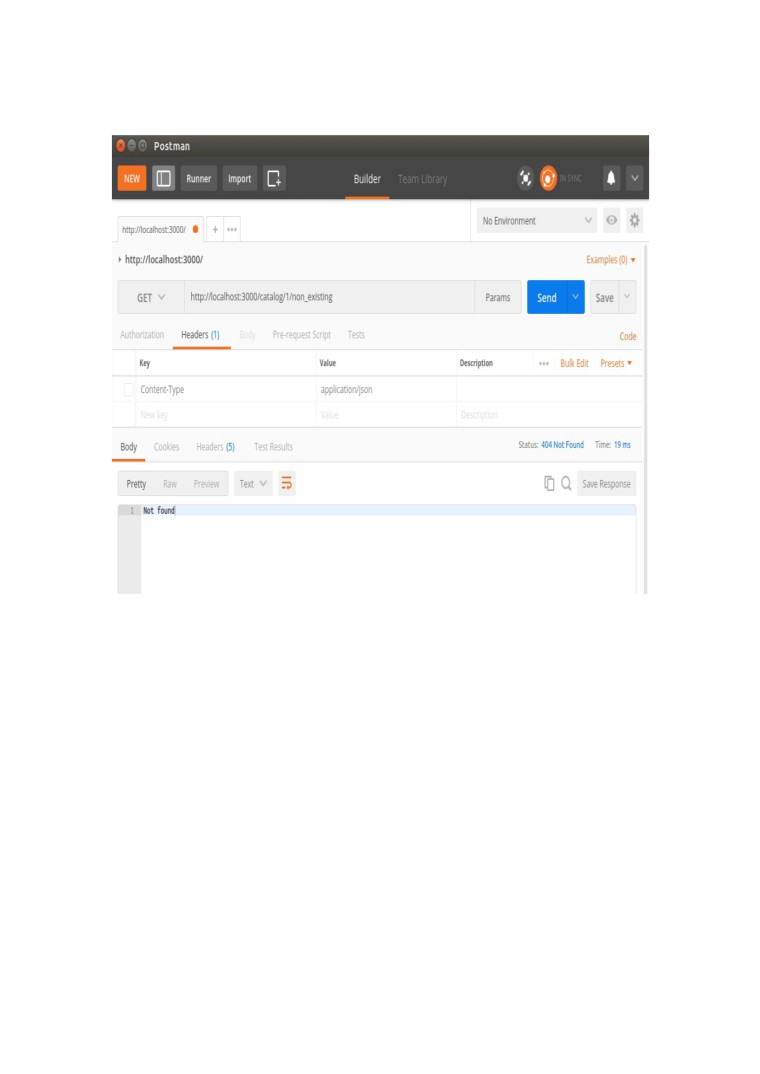 Postman
NEW Runner Import Builder Team Library IN SYNC
http://localhost:3000/ + ••• No Environment
http://localhost:3000/ Examples (0)
GET http://localhost:3000/catalog/1/non_existing Params Send Save
Authorization Headers (1) Body Pre-request Script Tests Code
Key Value Description ••• Bulk Edit Presets
Content-Type application/json
New key Value Description
Body Cookies Headers (5) Test Results Status: 404 Not Found Time: 19 ms
Pretty Raw Preview Text Save Response
1 Not found